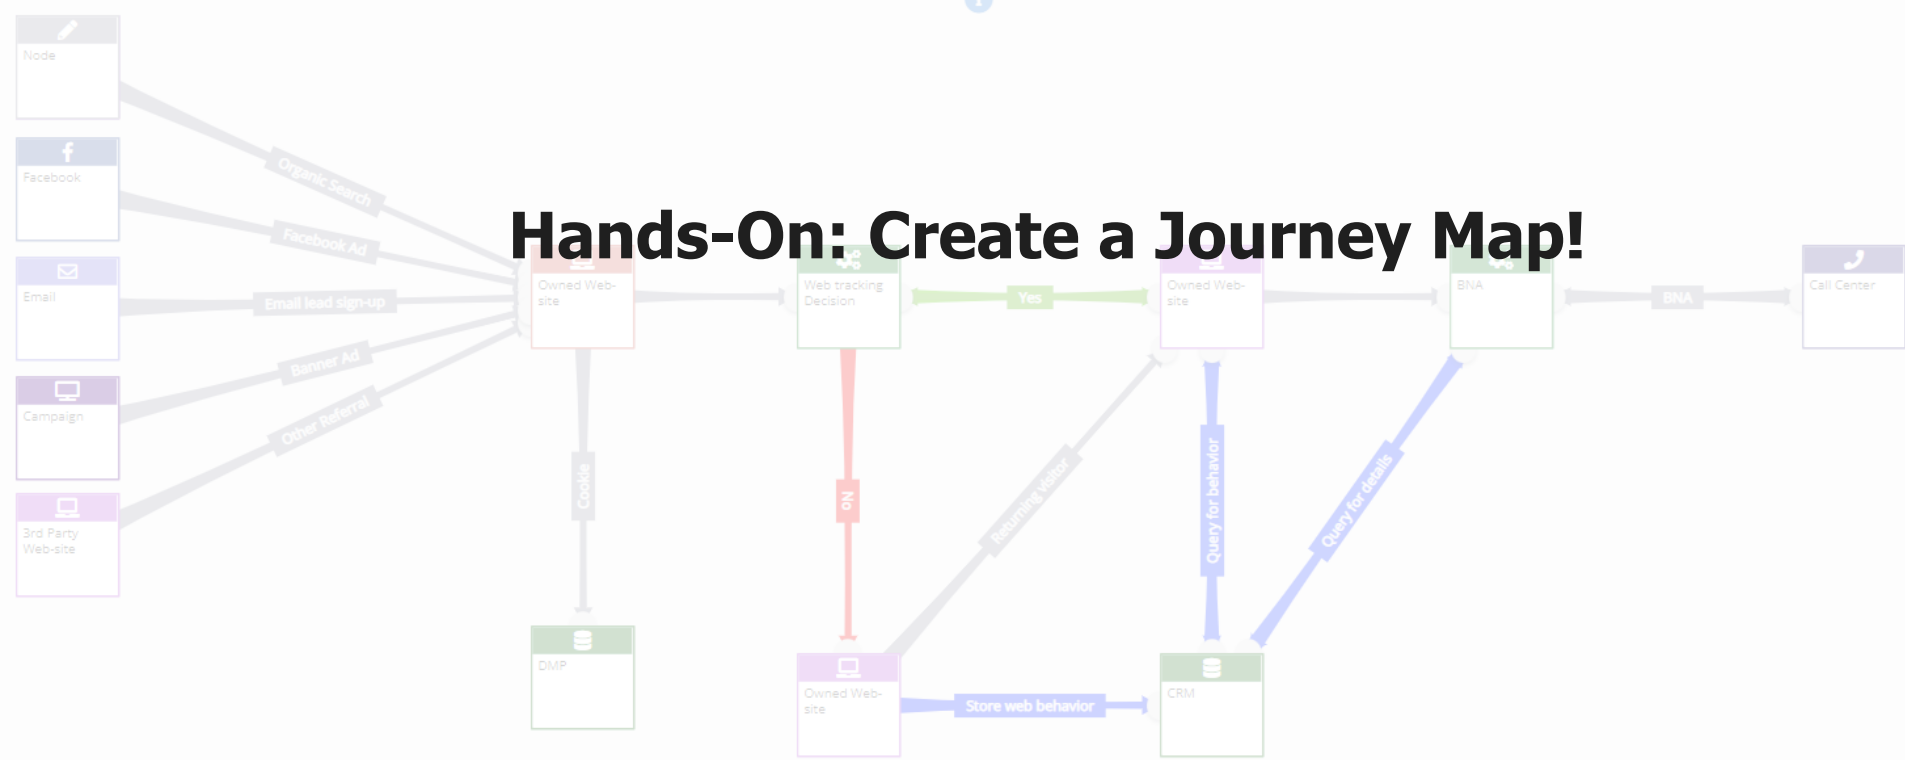 Hands-On: Create a Journey Map!
Node
Organic Search
Facebook
Facebook Ad
Email
Email lead sign-up
Campaign
Banner Ad
3rd Party
Web-site
Other Referral
Owned Web-
site
Cookie
DMP
Web tracking
Decision
Yes
No
Owned Web-
site
Returning visitor
Store web behavior
Owned Web-
site
Query for behavior
CRM
Query for details
BNA
BNA
Call Center